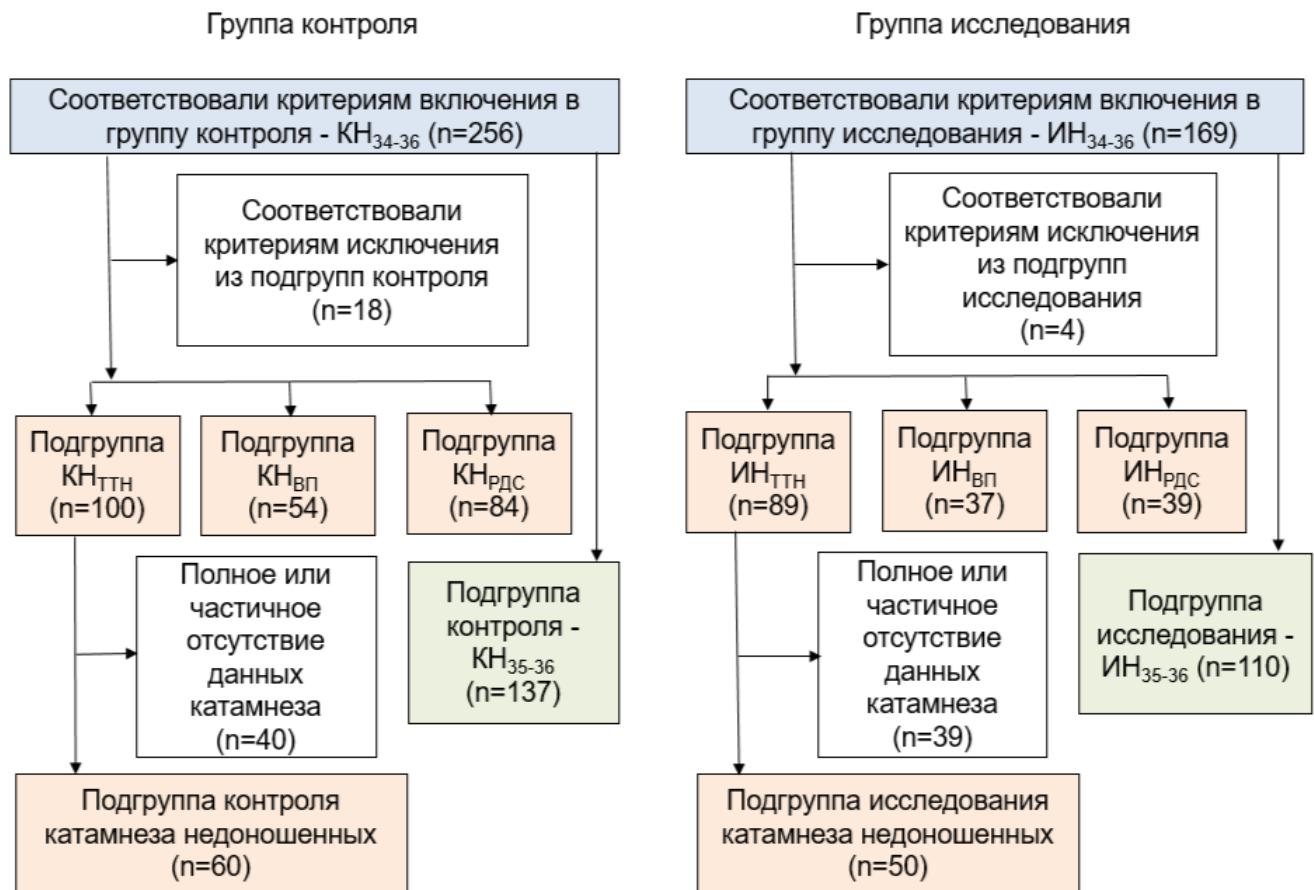 Группа контроля
Соответствовали критериям включения в
группу контроля - КН34-36 (n=256)
Соответствовали
критериям исключения
из подгрупп контроля
(n=18)
Подгруппа
КНТТН
(n=100)
Подгруппа
КНВП
(n=54)
Подгруппа
КНРДС
(n=84)
Полное или
частичное
отсутствие
данных
катамнеза
(n=40)
Подгруппа
контроля -
КН35-36
(n=137)
Подгруппа контроля
катамнеза недоношенных
(n=60)
Группа исследования
Соответствовали критериям включения в
группу исследования - ИН34-36 (n=169)
Соответствовали
критериям исключения
из подгрупп
исследования
(n=4)
Подгруппа
ИНТТН
(n=89)
Подгруппа
ИНВП
(n=37)
Подгруппа
ИНРДС
(n=39)
Полное или
частичное
отсутствие
данных
катамнеза
(n=39)
Подгруппа
исследования -
ИН35-36 (n=110)
Подгруппа исследования
катамнеза недоношенных
(n=50)